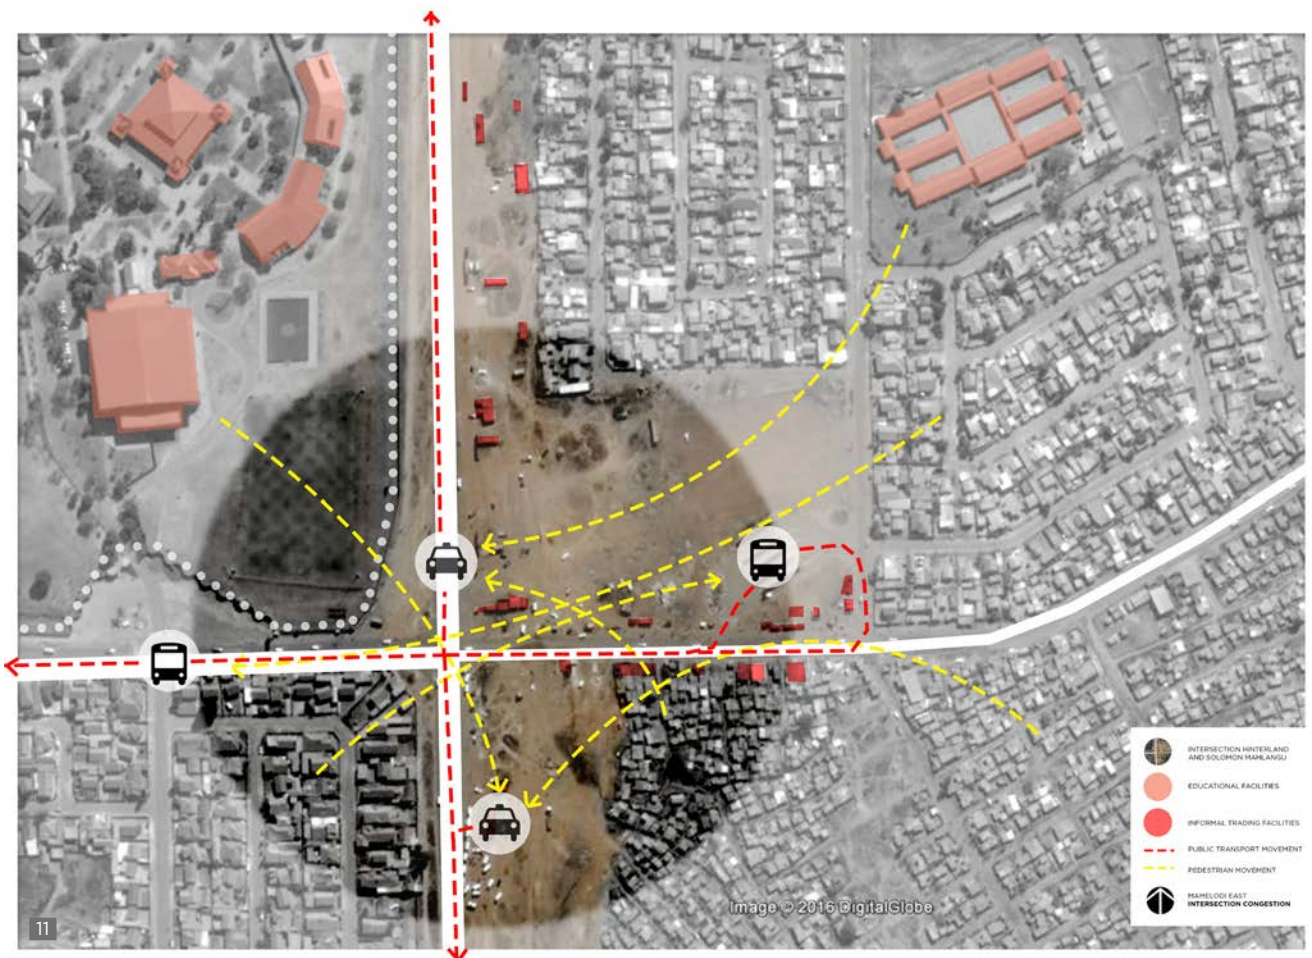 INTERSECTION HINTERLAND
AND SOLOMON MAHLANGU
EDUCATIONAL FACILITIES
INFORMAL TRADING FACILITIES
PUBLIC TRANSPORT MOVEMENT
PEDESTRIAN MOVEMENT
MAMELODI EAST
INTERSECTION CONGESTION
Image © 2016 DigitalGlobe
11